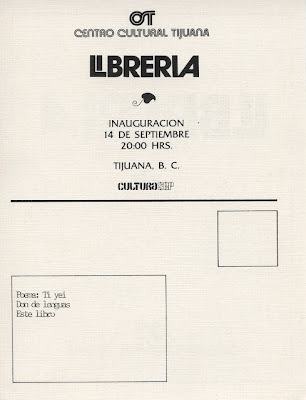 CENTRO CULTURAL TIJUANA
LIBRERIA
INAUGURACION
14 DE SEPTIEMBRE
20:00 HRS.
TIJUANA, B. C.
CULTURASEP
Poema: Ti yei
Don de lenguas
Este libro